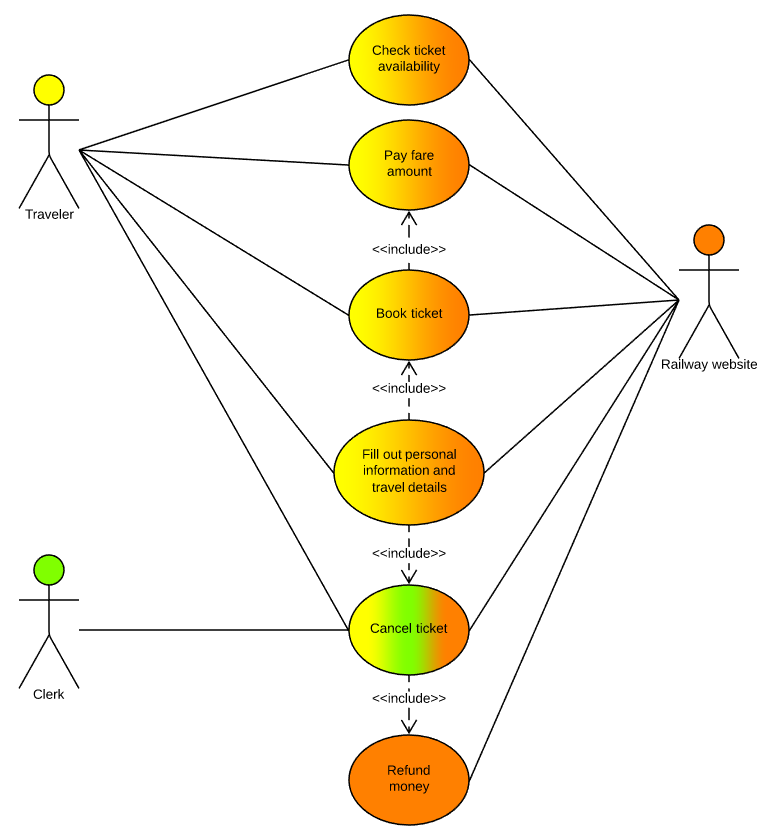 Check ticket
availability
Pay fare
amount
Traveler
<<include>>
Book ticket
Railway website
<<include>>
Fill out personal
information and
travel details
<<include>>
Cancel ticket
Clerk
<<include>>
Refund
money